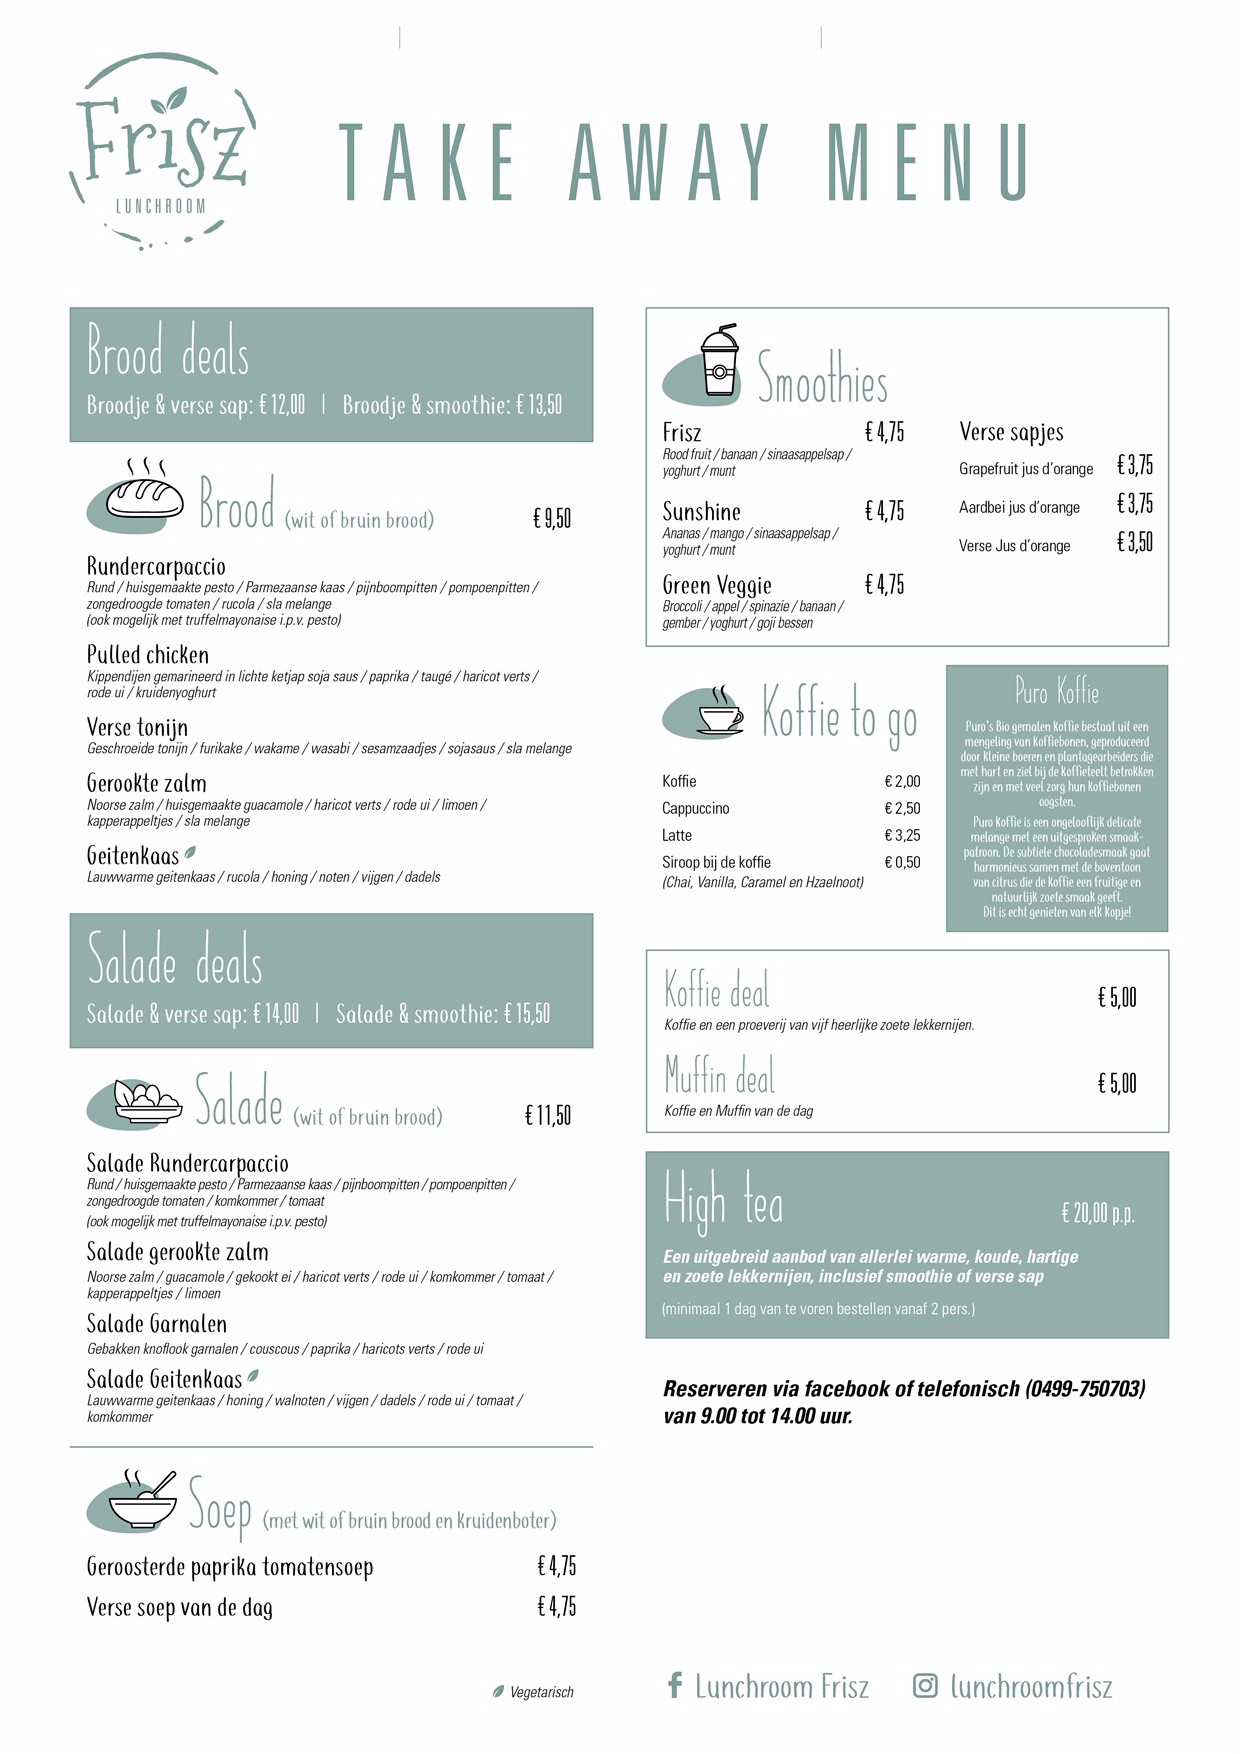 Frisz
LUNCHROOM
TAKE AWAY MENU
Brood deals
Broodje & verse sap: € 12,00 | Broodje & smoothie: € 13,50
Brood (wit of bruin brood) € 9,50
Rundercarpaccio
Rund / huisgemaakte pesto / Parmezaanse kaas / pijnboompitten / pompoenpitten /
zongedroogde tomaten / rucola / sla melange
(ook mogelijk met truffelmayonaise i.p.v. pesto)
Pulled chicken
Kippendijen gemarineerd in lichte ketjap soja saus / paprika / taugé / haricot verts /
rode ui / kruidenyoghurt
Verse tonijn
Geschroeide tonijn / furikake / wakame / wasabi / sesamzaadjes / sojasaus / sla melange
Gerookte zalm
Noorse zalm / huisgemaakte guacamole / haricot verts / rode ui / limoen /
kapperappeltjes / sla melange
Geitenkaas
Lauwwarme geitenkaas / rucola / honing / noten / vijgen / dadels
Salade deals
Salade & verse sap: € 14,00 | Salade & smoothie: € 15,50
Salade (wit of bruin brood) € 11,50
Salade Rundercarpaccio
Rund / huisgemaakte pesto / Parmezaanse kaas / pijnboompitten / pompoenpitten /
zongedroogde tomaten / komkommer / tomaat
(ook mogelijk met truffelmayonaise i.p.v. pesto)
Salade gerookte zalm
Noorse zalm / guacamole / gekookt ei / haricot verts / rode ui / komkommer / tomaat /
kapperappeltjes / limoen
Salade Garnalen
Gebakken knoflook garnalen / couscous / paprika / haricots verts / rode ui
Salade Geitenkaas
Lauwwarme geitenkaas / honing / walnoten / vijgen / dadels / rode ui / tomaat /
komkommer
Soep (met wit of bruin brood en kruidenboter)
Geroosterde paprika tomatensoep € 4,75
Verse soep van de dag € 4,75
Vegetarisch
Smoothies
Frisz € 4,75
Rood fruit / banaan / sinaasappelsap /
yoghurt / munt
Sunshine € 4,75
Ananas / mango / sinaasappelsap /
yoghurt / munt
Green Veggie € 4,75
Broccoli / appel / spinazie / banaan /
gember / yoghurt / goji bessen
Verse sapjes
Grapefruit jus d'orange € 3,75
Aardbei jus d'orange € 3,75
Verse Jus d'orange € 3,50
Koffie to go
Koffie € 2,00
Cappuccino € 2,50
Latte € 3,25
Siroop bij de koffie € 0,50
(Chai, Vanilla, Caramel en Hzaelnoot)
Puro Koffie
Puro's Bio gemalen koffie bestaat uit een
mengeling van koffiebonen, geproduceerd
door kleine boeren en plantagearbeiders die
met hart en ziel bij de koffieteelt betrokken
zijn en met veel zorg hun koffiebonen
oogsten.
Puro koffie is een ongelooflijk delicate
melange met een uitgesproken smaak-
patroon. De subtiele chocoladesmaak gaat
harmonieus samen met de boventoon
van citrus die de koffie een fruitige en
natuurlijk zoete smaak geeft.
Dit is echt genieten van elk kopje!
Koffie deal € 5,00
Koffie en een proeverij van vijf heerlijke zoete lekkernijen.
Muffin deal € 5,00
Koffie en Muffin van de dag
High tea € 20,00 p.p.
Een uitgebreid aanbod van allerlei warme, koude, hartige
en zoete lekkernijen, inclusief smoothie of verse sap
(minimaal 1 dag van te voren bestellen vanaf 2 pers.)
Reserveren via facebook of telefonisch (0499-750703)
van 9.00 tot 14.00 uur.
Lunchroom Frisz lunchroomfrisz